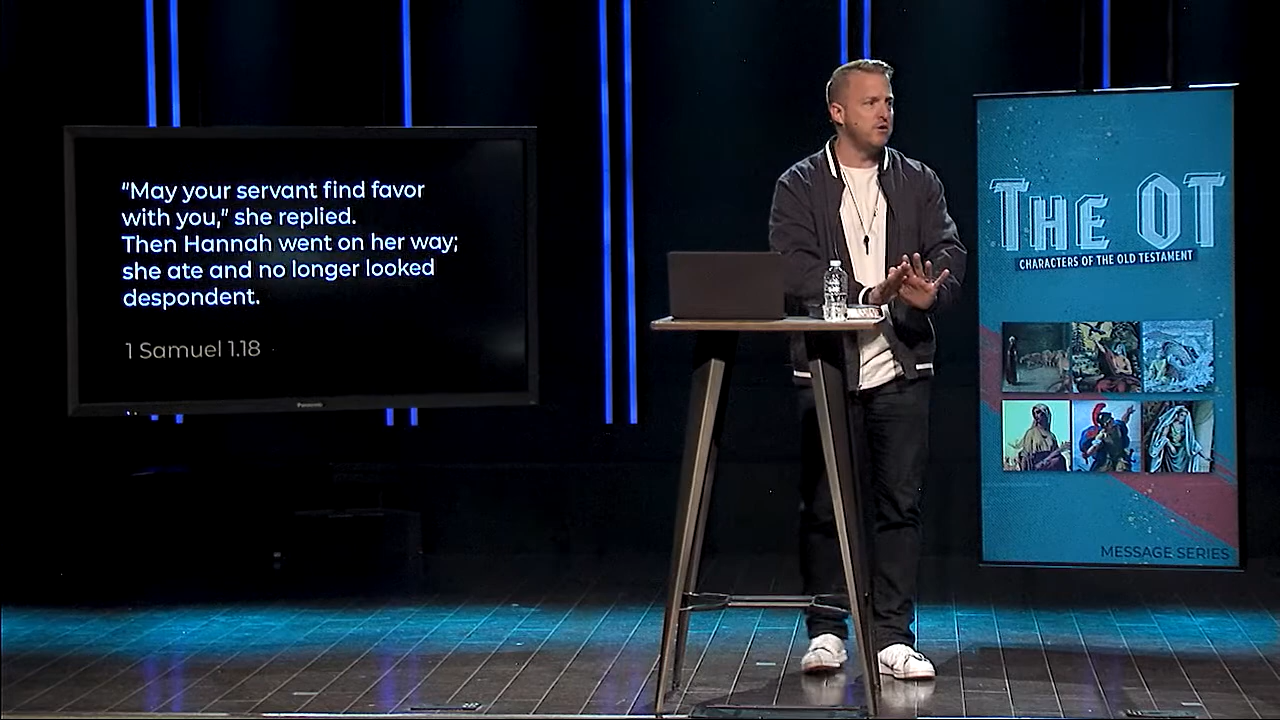 "May your servant find favor
with you," she replied.
Then Hannah went on her way;
she ate and no longer looked
despondent.
1 Samuel 1.18
Panasonic
THE OT
CHARACTERS OF THE OLD TESTAMENT
MESSAGE SERIES